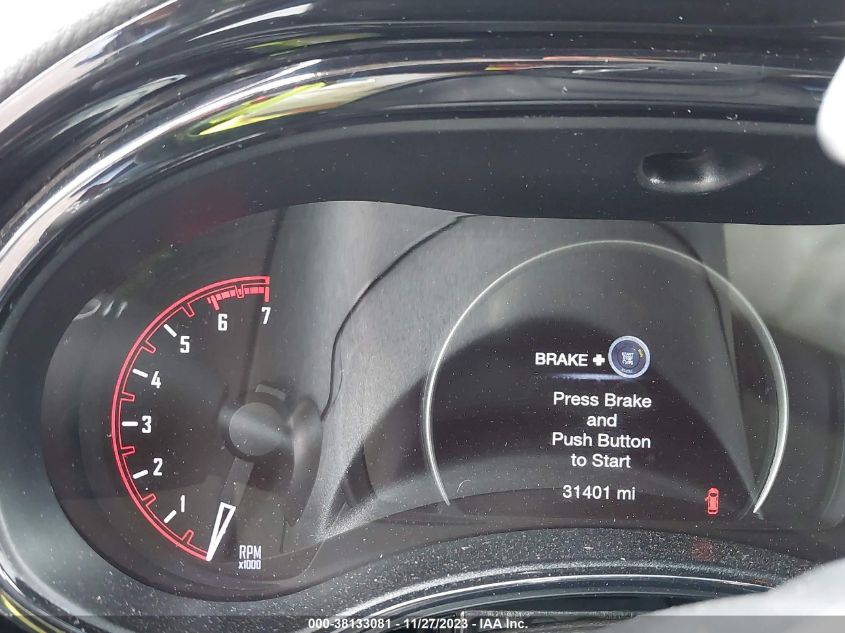 7
6
5
4
3
2
1
RPM
x1000
BRAKE +
Press Brake
and
Push Button
to Start
31401 mi
000-38133081 - 11/27/2023 - IAA Inc.